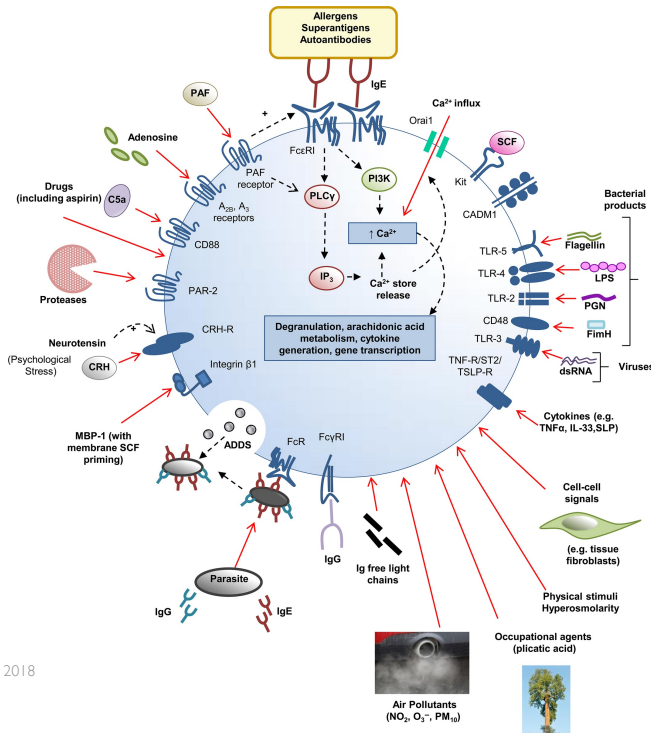 Allergens
Superantigens
Autoantibodies
IgE
PAF
+
FcεRI
Ca²⁺ influx
Orai1
SCF
Adenosine
PAF
receptor
PI3K
Kit
Drugs
(including aspirin)
C5a
A₂B, A₃
receptors
PLCγ
CADM1
Bacterial
products
CD88
↑ Ca²⁺
TLR-5
Flagellin
Proteases
PAR-2
IP₃
Ca²⁺ store
release
TLR-4
LPS
TLR-2
PGN
Neurotensin
+
CRH-R
Degranulation, arachidonic acid
metabolism, cytokine
generation, gene transcription
CD48
FimH
TLR-3
(Psychological
Stress)
CRH
Integrin β1
TNF-R/ST2/
TSLP-R
dsRNA
Viruses
MBP-1 (with
membrane SCF
priming)
ADDS
FcR
FcγRI
Cytokines (e.g.
TNFα, IL-33,SLP)
Cell-cell
signals
IgG
Ig free light
chains
(e.g. tissue
fibroblasts)
Parasite
IgG
IgE
Physical stimuli
Hyperosmolarity
Occupational agents
(plicatic acid)
2018
Air Pollutants
(NO₂, O₃⁻, PM₁₀)